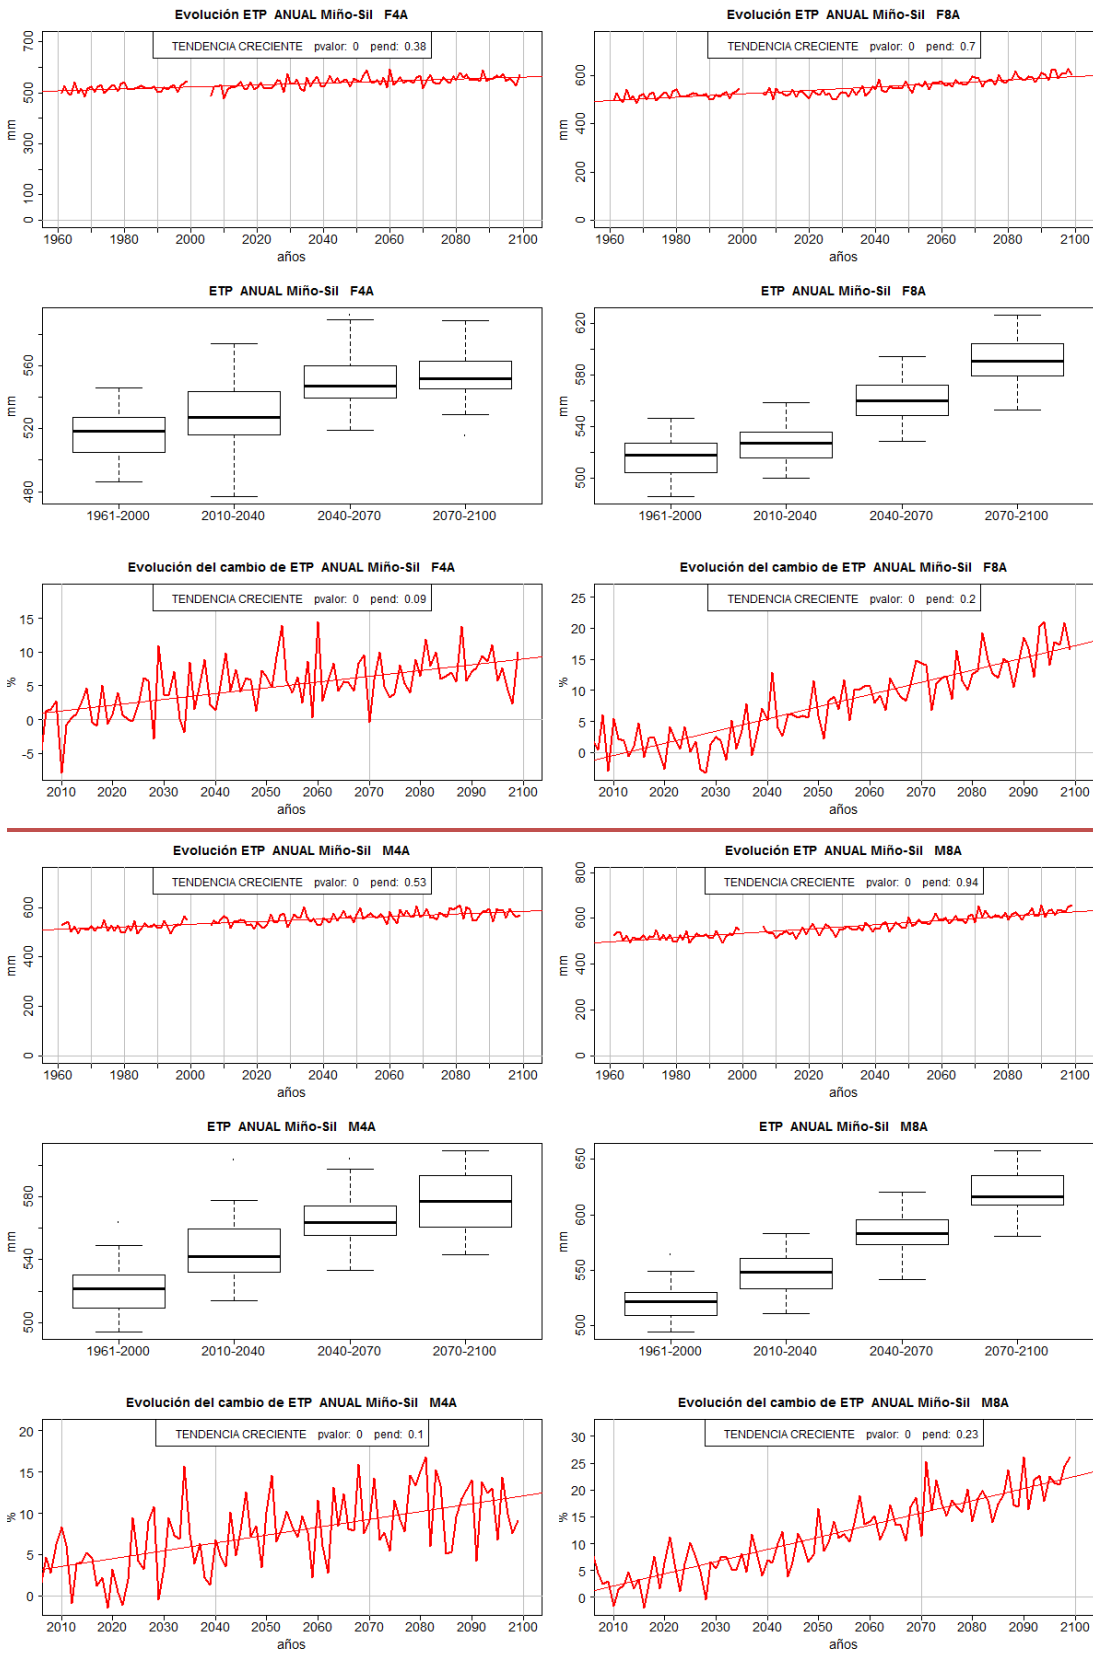 Evolución ETP ANUAL Miño-Sil F4A
TENDENCIA CRECIENTE pvalor: 0 pend: 0.38
mm
0 100 300 500 700
1960 1980 2000 2020 2040 2060 2080 2100
años
Evolución ETP ANUAL Miño-Sil F8A
TENDENCIA CRECIENTE pvalor: 0 pend: 0.7
mm
0 200 400 600
1960 1980 2000 2020 2040 2060 2080 2100
años
ETP ANUAL Miño-Sil F4A
mm
480 520 560
1961-2000 2010-2040 2040-2070 2070-2100
ETP ANUAL Miño-Sil F8A
mm
500 540 580 620
1961-2000 2010-2040 2040-2070 2070-2100
Evolución del cambio de ETP ANUAL Miño-Sil F4A
TENDENCIA CRECIENTE pvalor: 0 pend: 0.09
%
-5 0 5 10 15
2010 2020 2030 2040 2050 2060 2070 2080 2090 2100
años
Evolución del cambio de ETP ANUAL Miño-Sil F8A
TENDENCIA CRECIENTE pvalor: 0 pend: 0.2
%
0 5 10 15 20 25
2010 2020 2030 2040 2050 2060 2070 2080 2090 2100
años
Evolución ETP ANUAL Miño-Sil M4A
TENDENCIA CRECIENTE pvalor: 0 pend: 0.53
mm
0 200 400 600
1960 1980 2000 2020 2040 2060 2080 2100
años
Evolución ETP ANUAL Miño-Sil M8A
TENDENCIA CRECIENTE pvalor: 0 pend: 0.94
mm
0 200 400 600 800
1960 1980 2000 2020 2040 2060 2080 2100
años
ETP ANUAL Miño-Sil M4A
mm
500 540 580
1961-2000 2010-2040 2040-2070 2070-2100
ETP ANUAL Miño-Sil M8A
mm
500 550 600 650
1961-2000 2010-2040 2040-2070 2070-2100
Evolución del cambio de ETP ANUAL Miño-Sil M4A
TENDENCIA CRECIENTE pvalor: 0 pend: 0.1
%
0 5 10 15 20
2010 2020 2030 2040 2050 2060 2070 2080 2090 2100
años
Evolución del cambio de ETP ANUAL Miño-Sil M8A
TENDENCIA CRECIENTE pvalor: 0 pend: 0.23
%
0 5 10 15 20 25 30
2010 2020 2030 2040 2050 2060 2070 2080 2090 2100
años